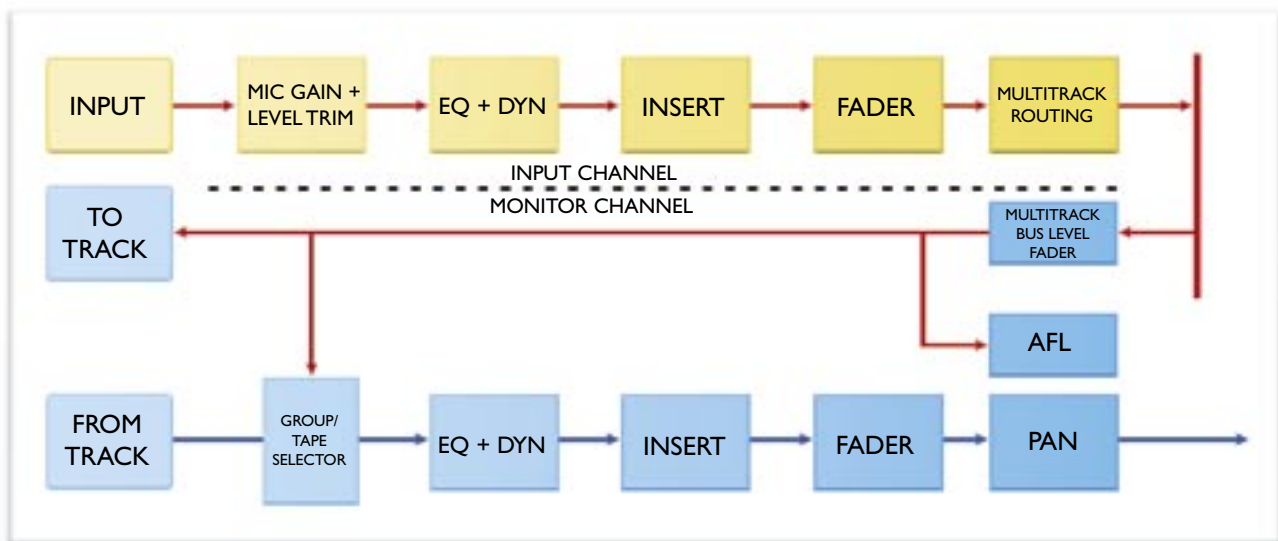 INPUT
MIC GAIN +
LEVEL TRIM
EQ + DYN
INSERT
FADER
MULTITRACK
ROUTING
INPUT CHANNEL
MONITOR CHANNEL
TO
TRACK
MULTITRACK
BUS LEVEL
FADER
AFL
FROM
TRACK
GROUP/
TAPE
SELECTOR
EQ + DYN
INSERT
FADER
PAN